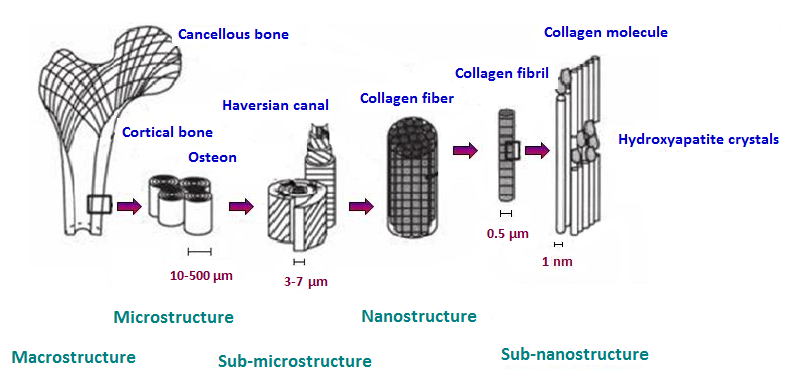 Cancellous bone
Collagen molecule
Collagen fibril
Collagen fiber
Haversian canal
Cortical bone
Osteon
Hydroxyapatite crystals
0.5 μm
1 nm
10-500 μm
3-7 μm
Microstructure
Nanostructure
Macrostructure
Sub-microstructure
Sub-nanostructure